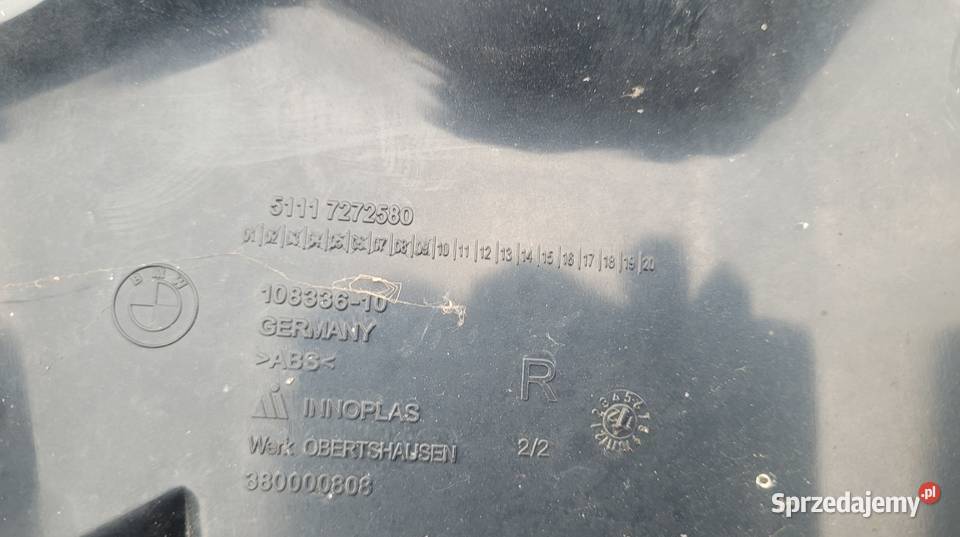 5111 7272580
01|02|03|04|05|06|07|08|09|10|11|12|13|14|15|16|17|18|19|20
BMW
108336-10
GERMANY
>ABS<
INNOPLAS
R
Werk OBERTSHAUSEN
2/2
380000808
Sprzedajemy.pl